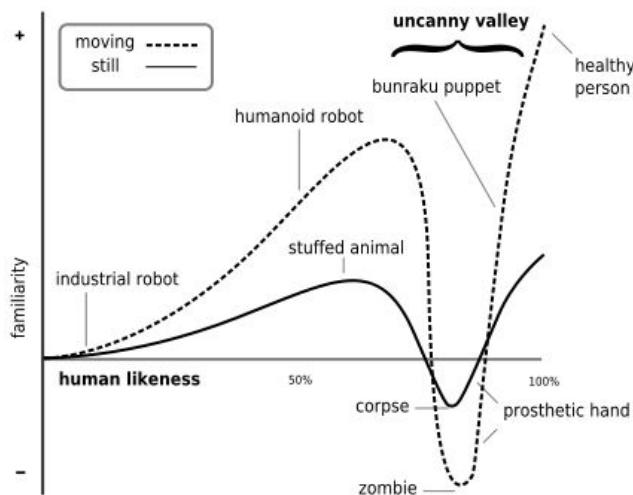 +
moving
still
uncanny valley
healthy
person
bunraku puppet
humanoid robot
stuffed animal
industrial robot
familiarity
human likeness
50%
100%
corpse
prosthetic hand
–
zombie